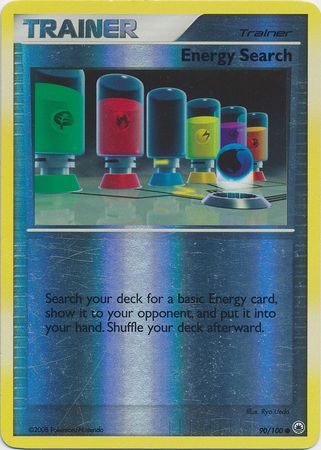 TRAINER
Trainer
Energy Search
Search your deck for a basic Energy card,
show it to your opponent, and put it into
your hand. Shuffle your deck afterward.
Illus. Ryo Ueda
©2008 Pokémon/Nintendo
90/100